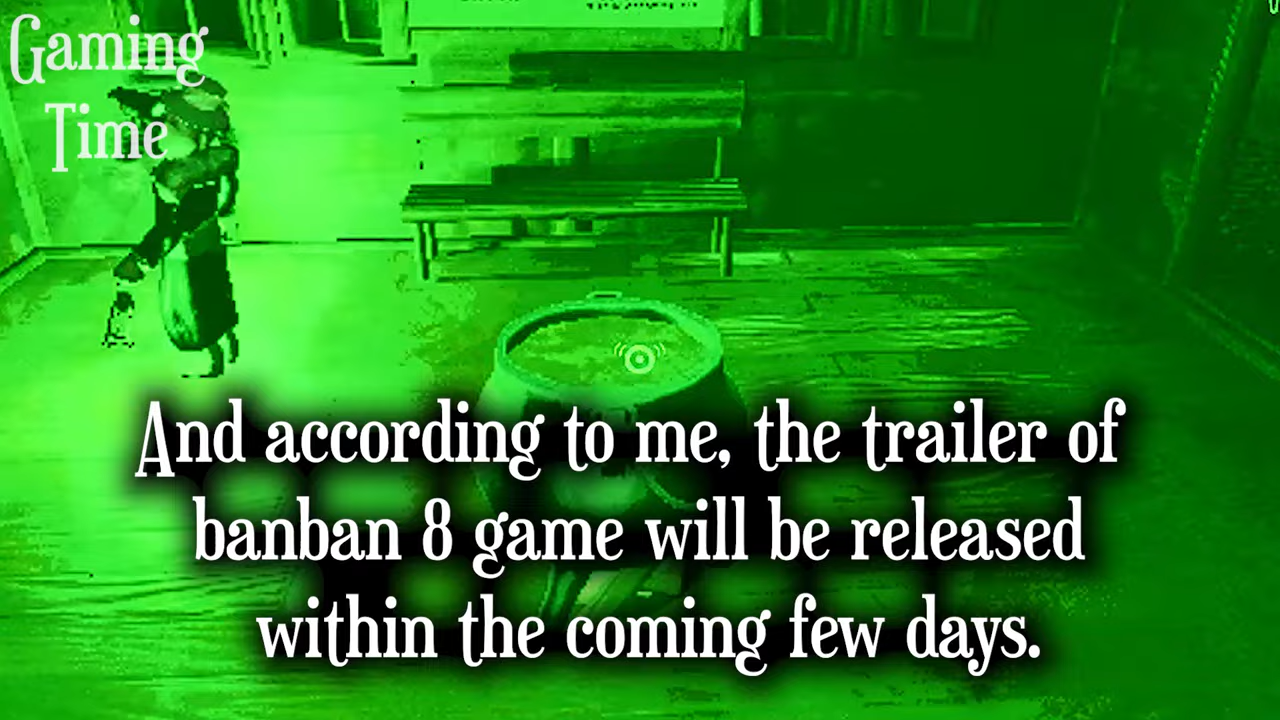 Gaming
Time
And according to me, the trailer of
banban 8 game will be released
within the coming few days.